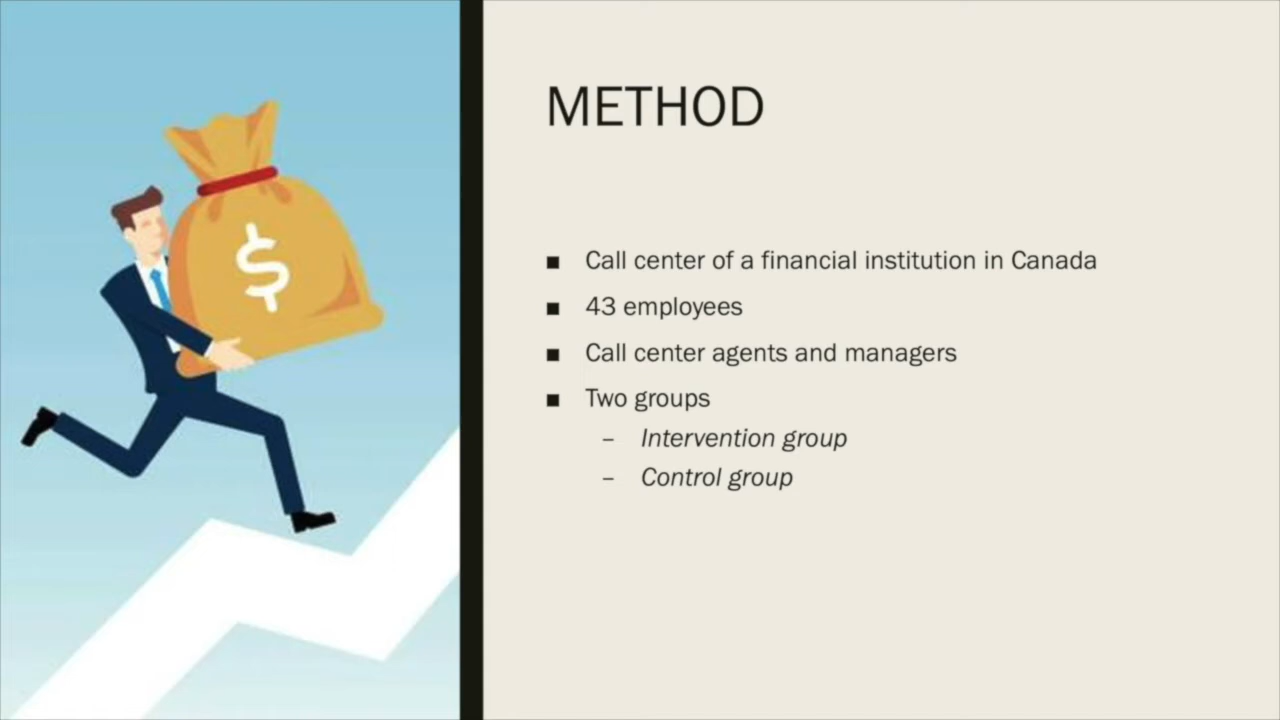 $
METHOD
■ Call center of a financial institution in Canada
■ 43 employees
■ Call center agents and managers
■ Two groups
– Intervention group
– Control group